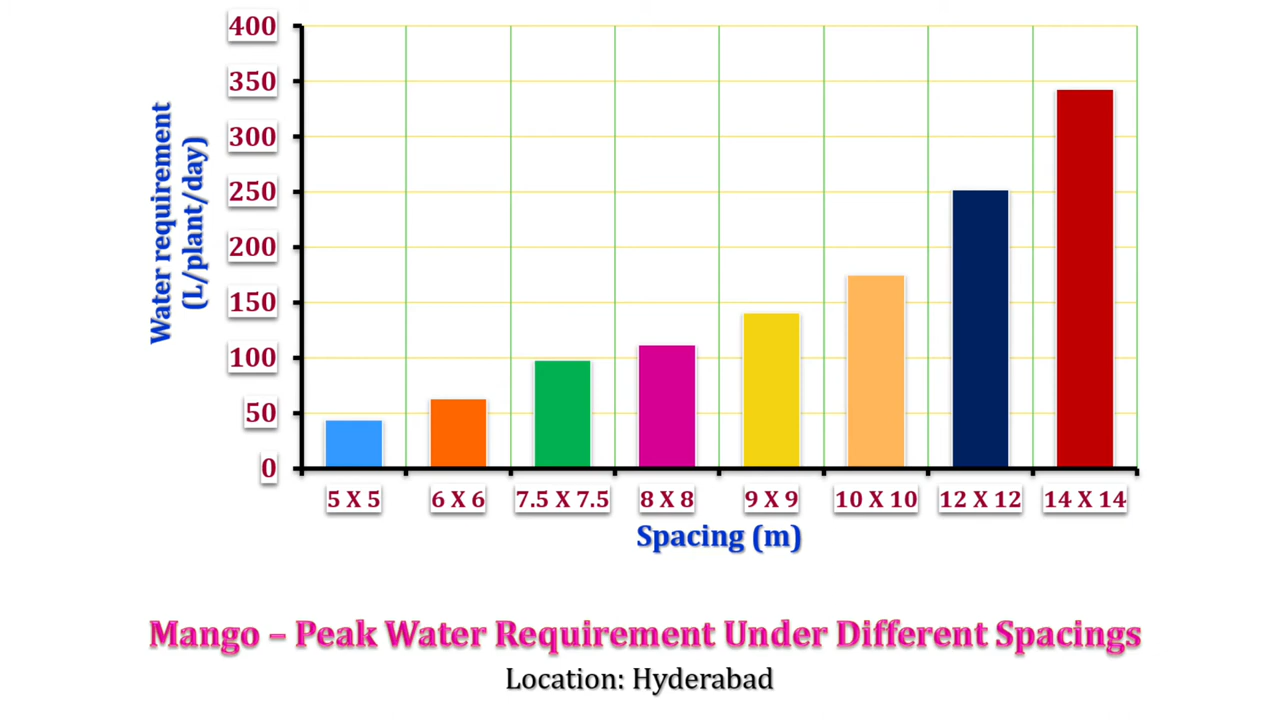 400
350
300
250
200
150
100
50
0
Water requirement
(L/plant/day)
5 X 5
6 X 6
7.5 X 7.5
8 X 8
9 X 9
10 X 10
12 X 12
14 X 14
Spacing (m)
Mango – Peak Water Requirement Under Different Spacings
Location: Hyderabad